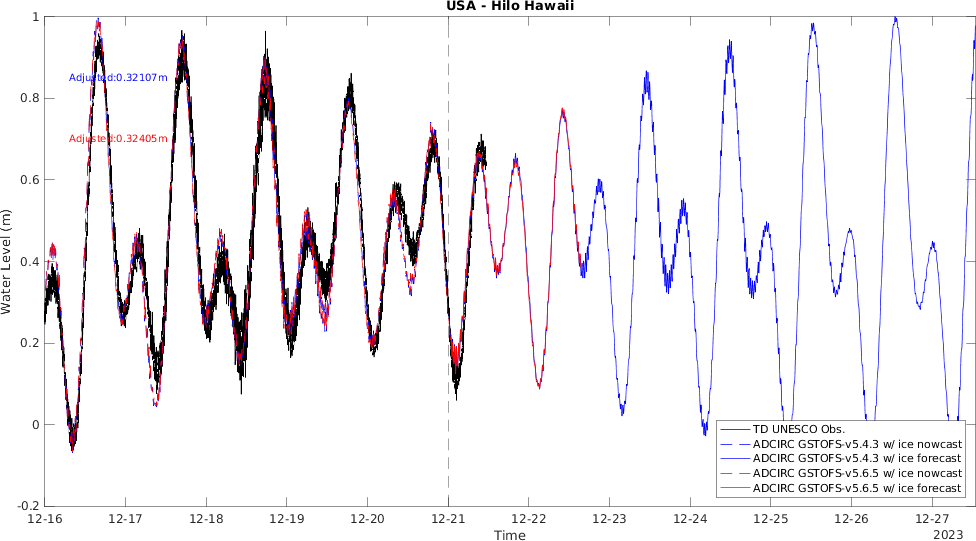 USA - Hilo Hawaii
1
0.8
0.6
0.4
0.2
0
-0.2
Water Level (m)
Adjusted:0.32107m
Adjusted:0.32405m
TD UNESCO Obs.
ADCIRC GSTOFS-v5.4.3 w/ ice nowcast
ADCIRC GSTOFS-v5.4.3 w/ ice forecast
ADCIRC GSTOFS-v5.6.5 w/ ice nowcast
ADCIRC GSTOFS-v5.6.5 w/ ice forecast
12-16 12-17 12-18 12-19 12-20 12-21 12-22 12-23 12-24 12-25 12-26 12-27
Time
2023